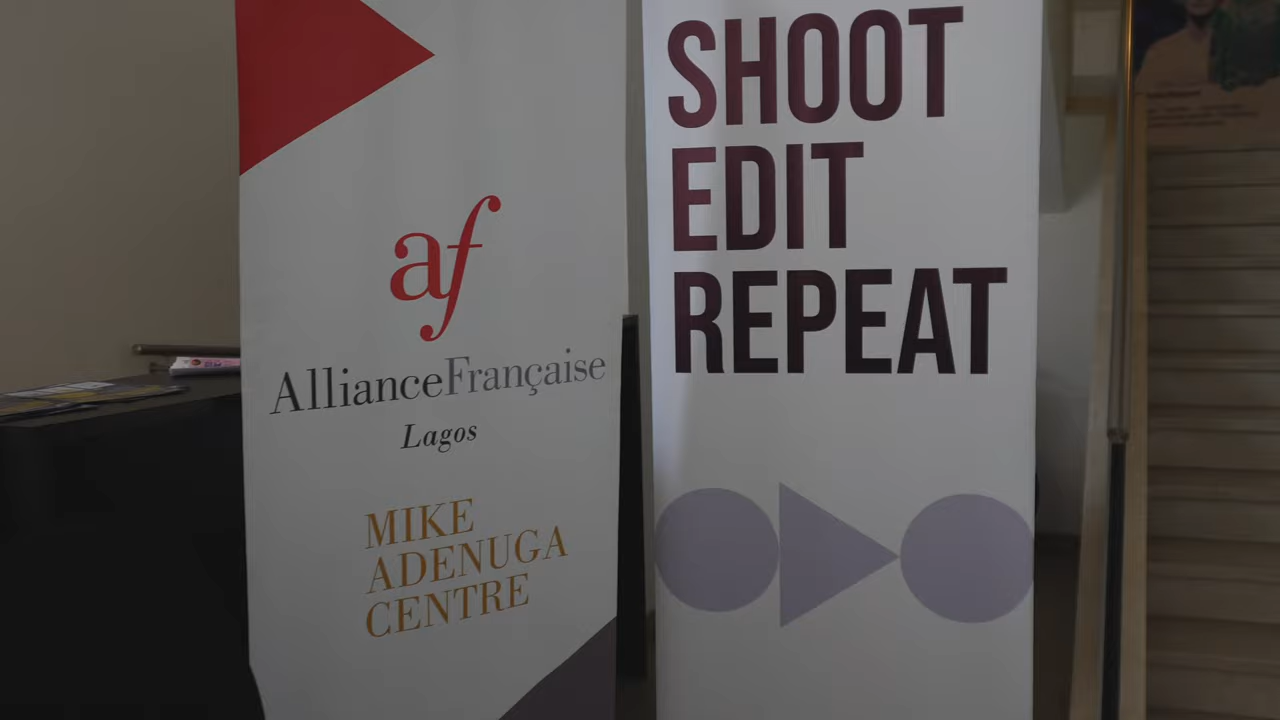 af
AllianceFrançaise
Lagos
MIKE
ADENUGA
CENTRE
SHOOT
EDIT
REPEAT